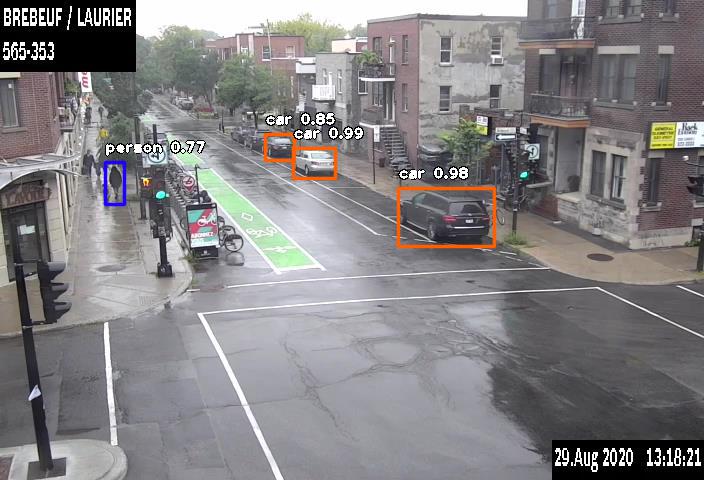 BREBEUF / LAURIER
565-353
car 0.85
car 0.99
person 0.77
car 0.98
29.Aug 2020 13:18:21